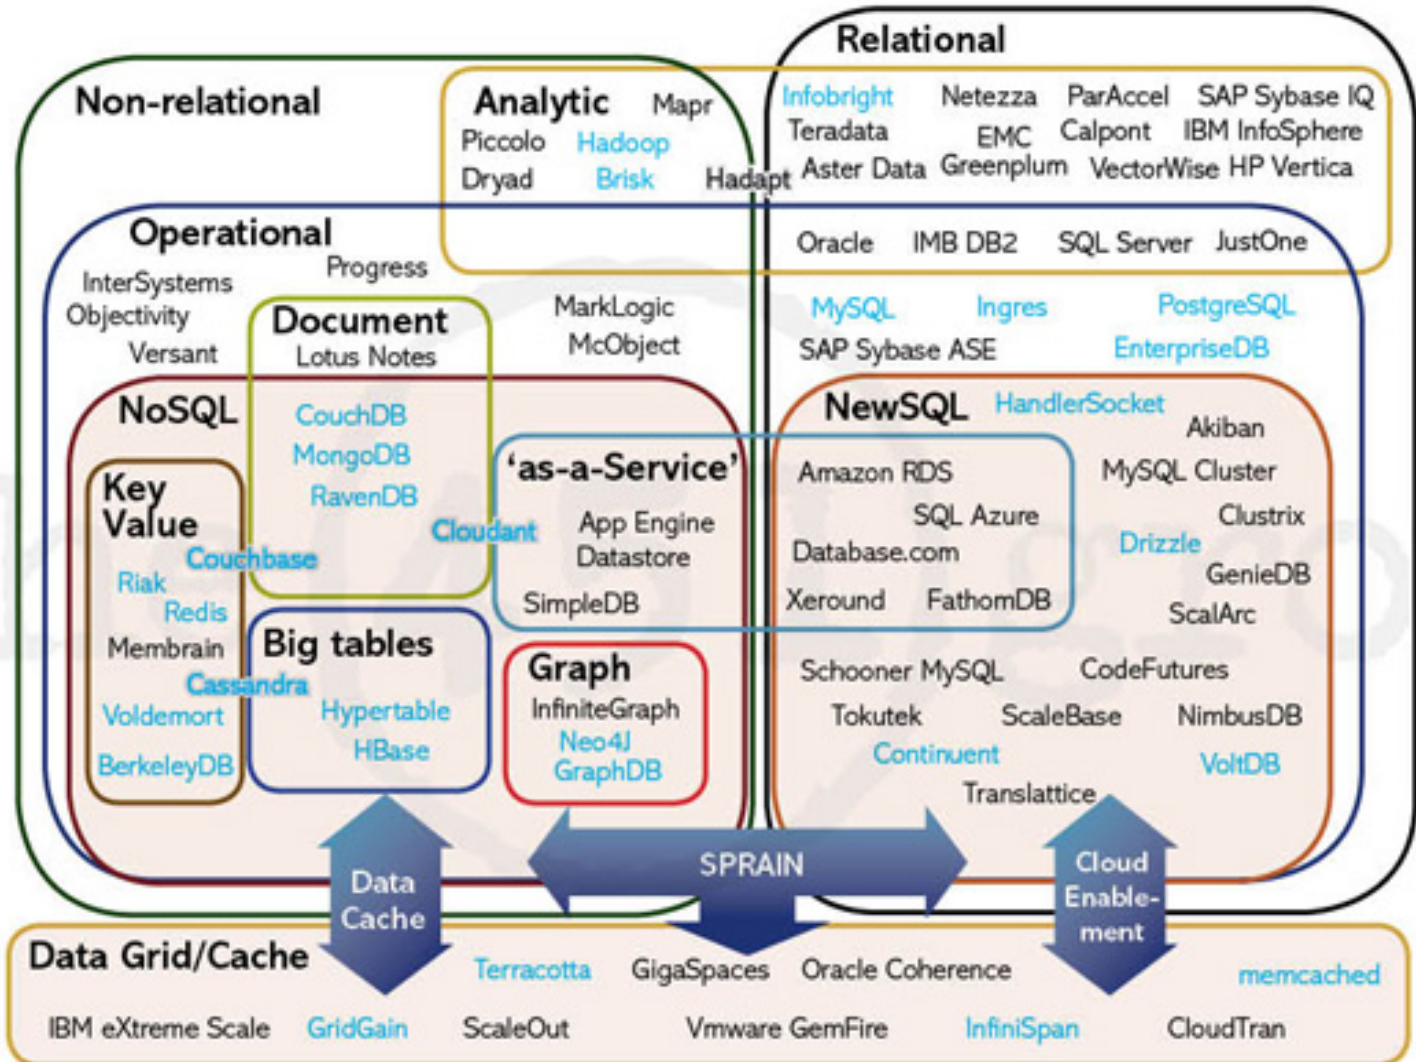 Relational
Non-relational
Analytic
Mapr
Piccolo
Hadoop
Dryad
Brisk
Hadapt
Infobright
Netezza
ParAccel
SAP Sybase IQ
Teradata
EMC
Calpont
IBM InfoSphere
Aster Data
Greenplum
VectorWise
HP Vertica
Operational
Oracle
IMB DB2
SQL Server
JustOne
InterSystems
Progress
Objectivity
Versant
Document
Lotus Notes
MarkLogic
McObject
MySQL
Ingres
PostgreSQL
SAP Sybase ASE
EnterpriseDB
NoSQL
CouchDB
MongoDB
RavenDB
Cloudant
Key
Value
Couchbase
Riak
Redis
Membrain
Cassandra
Voldemort
BerkeleyDB
Big tables
Hypertable
HBase
'as-a-Service'
App Engine
Datastore
SimpleDB
Graph
InfiniteGraph
Neo4J
GraphDB
NewSQL
HandlerSocket
Akiban
Amazon RDS
MySQL Cluster
SQL Azure
Clustrix
Database.com
Drizzle
GenieDB
Xeround
FathomDB
ScalArc
Schooner MySQL
CodeFutures
Tokutek
ScaleBase
NimbusDB
Continuent
VoltDB
Translattice
Data
Cache
SPRAIN
Cloud
Enable-
ment
Data Grid/Cache
Terracotta
GigaSpaces
Oracle Coherence
memcached
IBM eXtreme Scale
GridGain
ScaleOut
Vmware GemFire
InfiniSpan
CloudTran